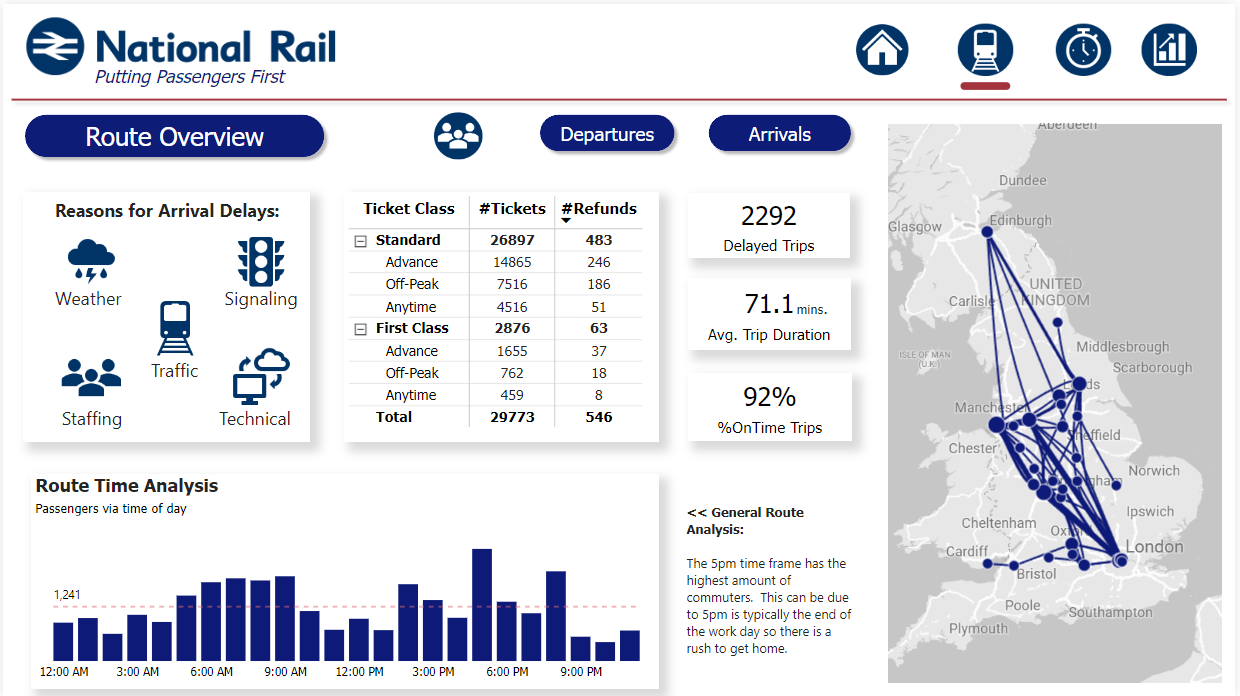 National Rail
Putting Passengers First
Route Overview
Departures
Arrivals
Reasons for Arrival Delays:
Weather
Signaling
Traffic
Staffing
Technical
Ticket Class #Tickets #Refunds
Standard 26897 483
Advance 14865 246
Off-Peak 7516 186
Anytime 4516 51
First Class 2876 63
Advance 1655 37
Off-Peak 762 18
Anytime 459 8
Total 29773 546
2292
Delayed Trips
71.1 mins.
Avg. Trip Duration
92%
%OnTime Trips
Aberdeen
Dundee
Edinburgh
Glasgow
UNITED
KINGDOM
Carlisle
Middlesbrough
ISLE OF MAN
(U.K.)
Scarborough
Leeds
Manchester
Sheffield
Chester
Norwich
Ipswich
Cheltenham
London
Cardiff
Bristol
Poole
Southampton
Plymouth
Route Time Analysis
Passengers via time of day
1,241
12:00 AM 3:00 AM 6:00 AM 9:00 AM 12:00 PM 3:00 PM 6:00 PM 9:00 PM
<< General Route
Analysis:
The 5pm time frame has the
highest amount of
commuters. This can be due
to 5pm is typically the end of
the work day so there is a
rush to get home.